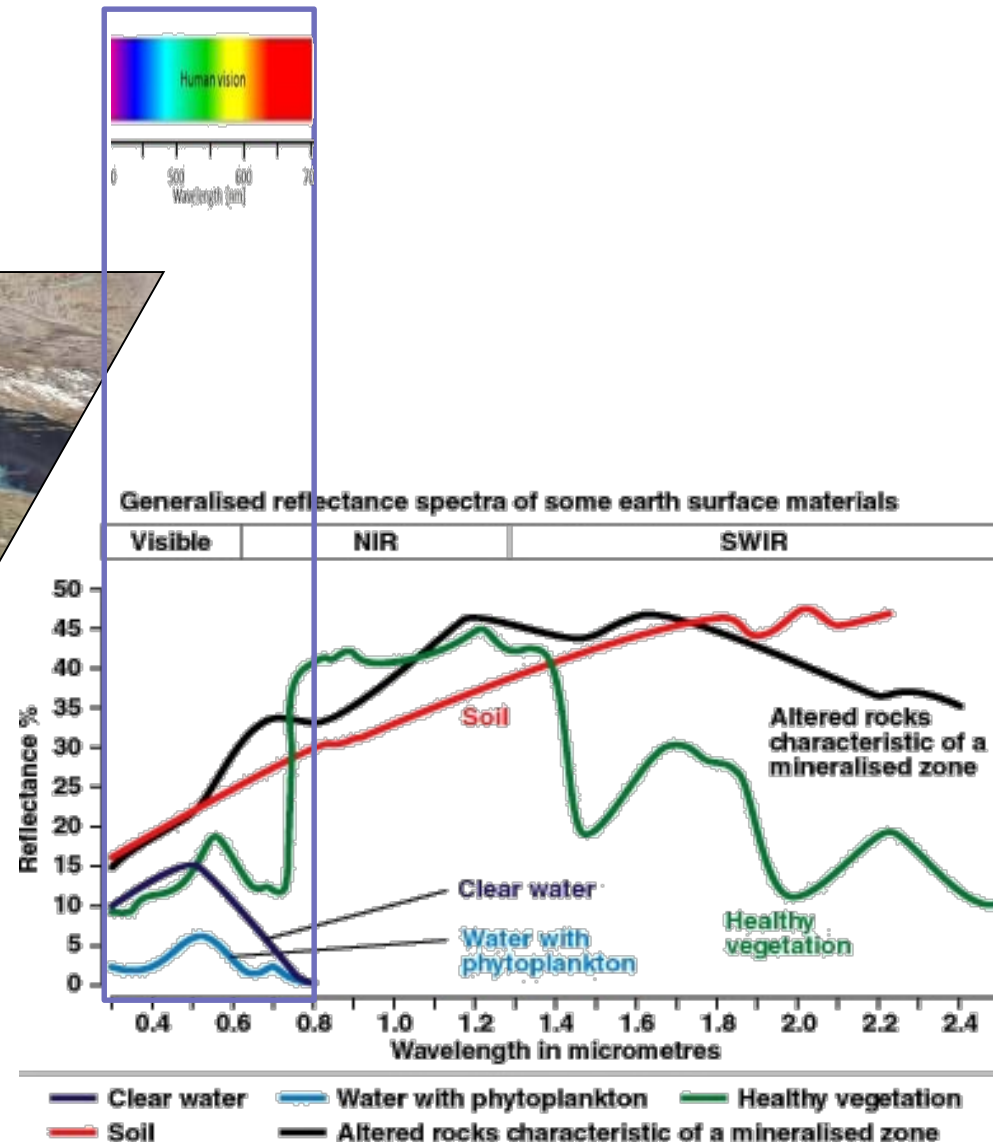 Human vision
0 500 600 70
Wavelength [nm]
Generalised reflectance spectra of some earth surface materials
Visible NIR SWIR
50
45
40
35
30
25
20
15
10
5
0
Reflectance %
Soil
Altered rocks
characteristic of a
mineralised zone
Clear water
Water with
phytoplankton
Healthy
vegetation
0.4 0.6 0.8 1.0 1.2 1.4 1.6 1.8 2.0 2.2 2.4
Wavelength in micrometres
Clear water Water with phytoplankton Healthy vegetation
Soil Altered rocks characteristic of a mineralised zone